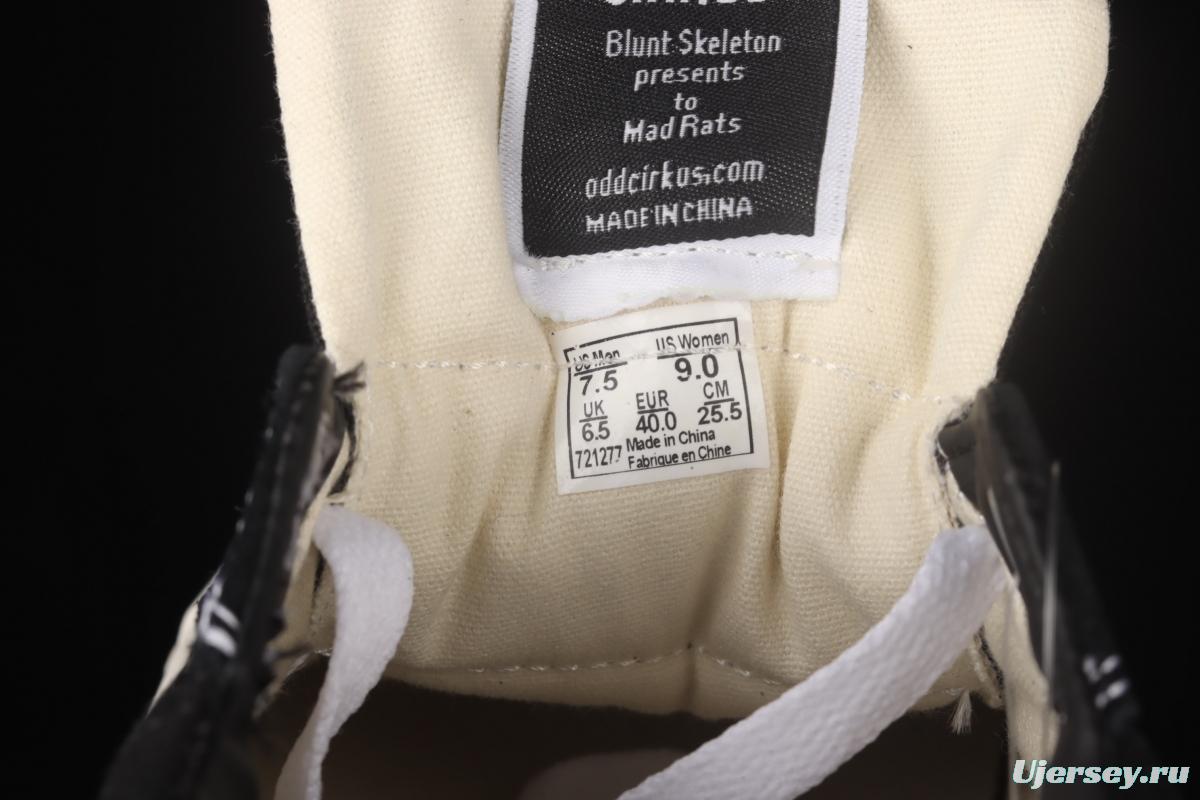 Blunt Skeleton
presents
to
Mad Rats
oddcirkus.com
MADE IN CHINA
US Men US Women
7.5 9.0
UK EUR CM
6.5 40.0 25.5
721277 Made in China
Fabrique en Chine
Ujersey.ru